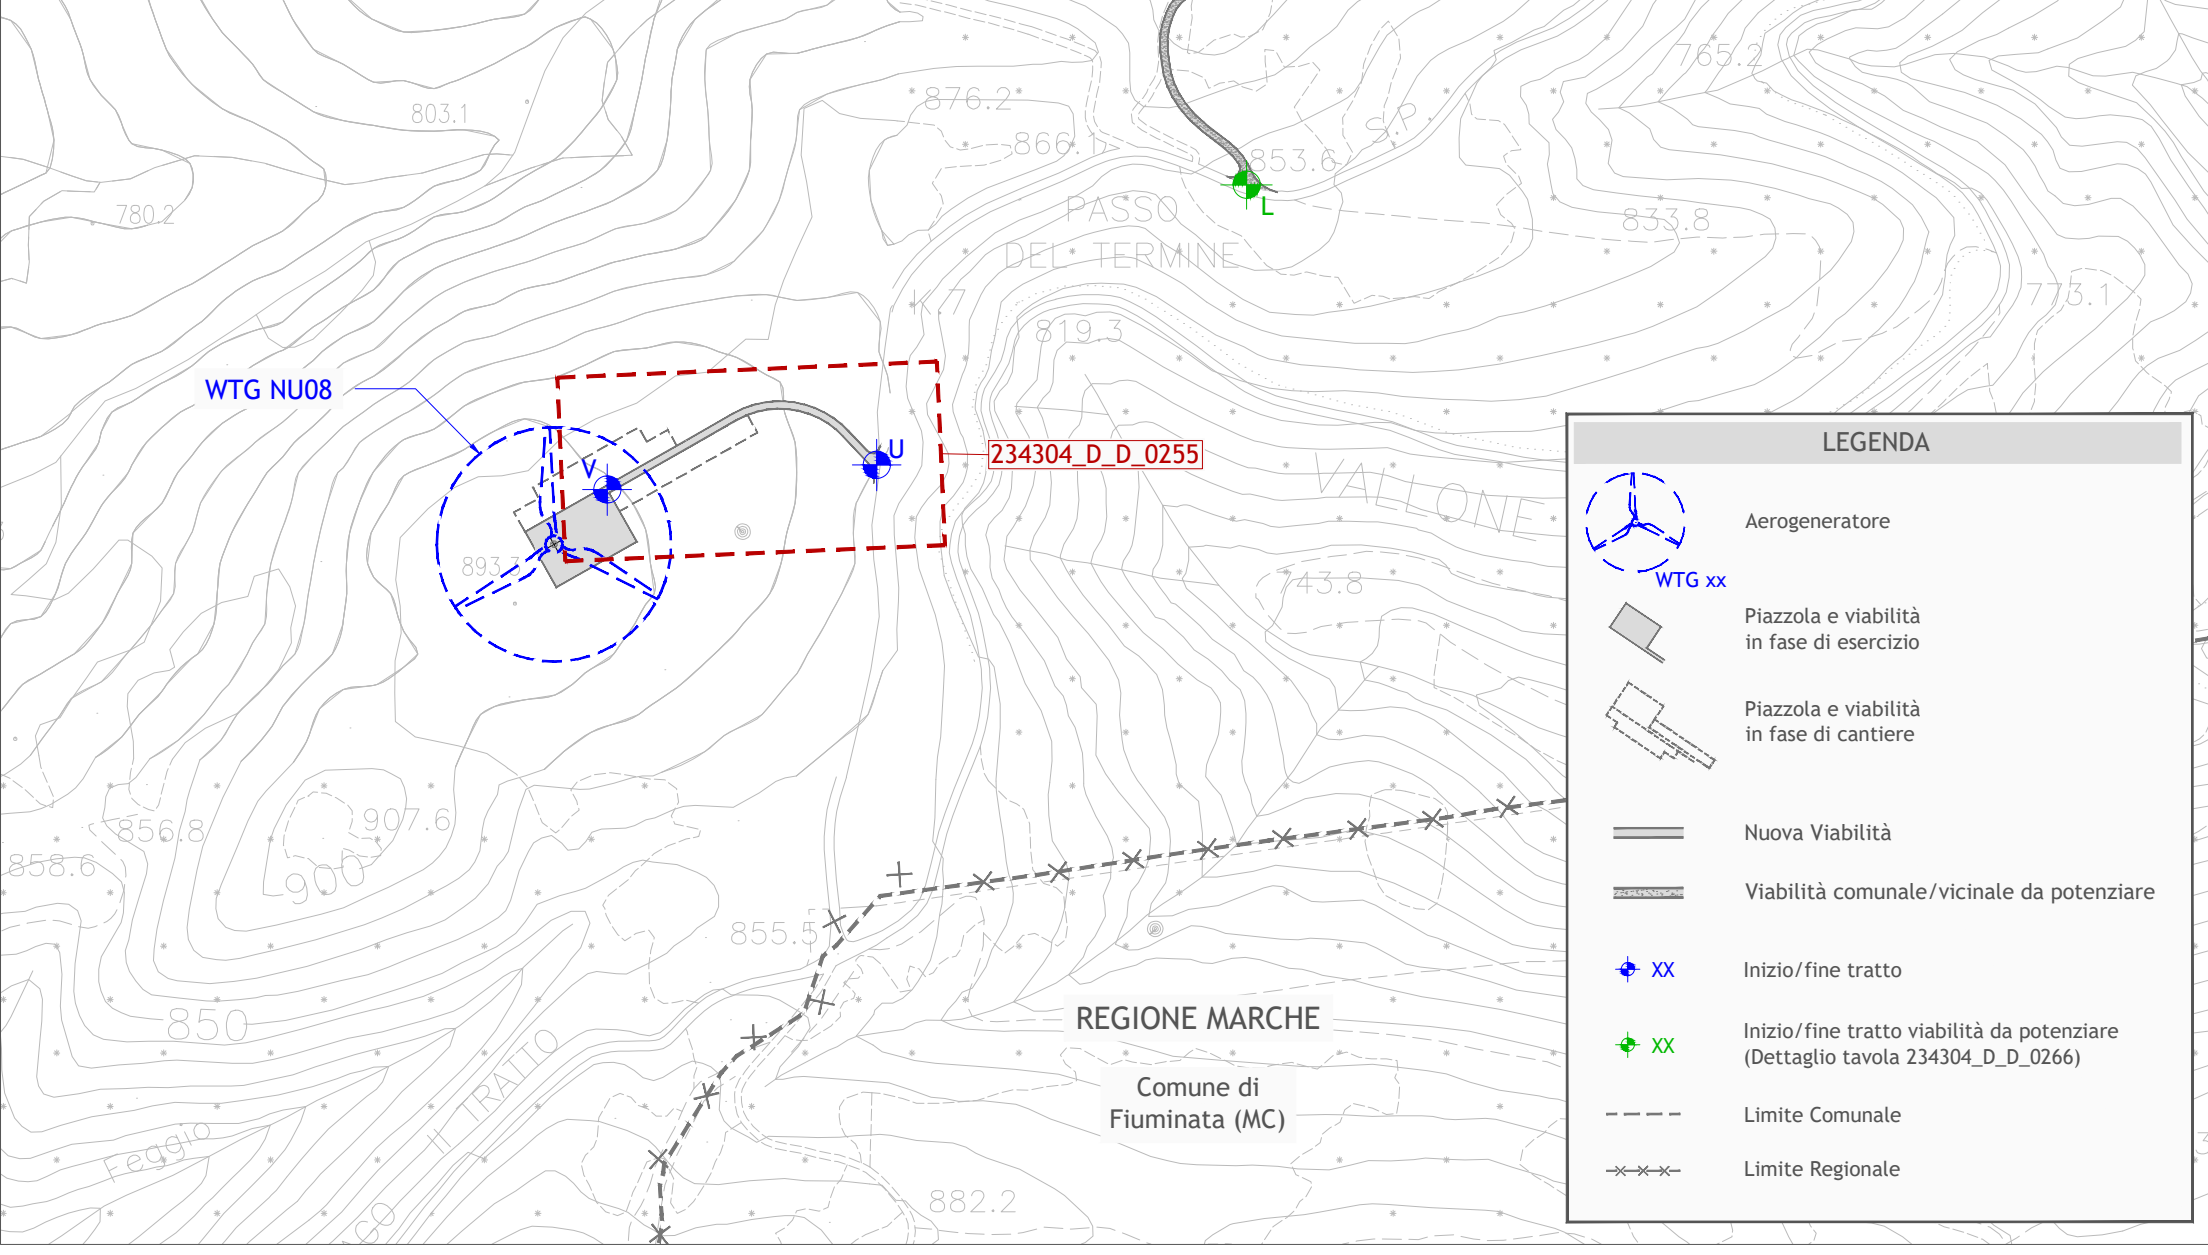 765.2
876.2
803.1
S.P.
866.1
853.6
L
780.2
PASSO
833.8
DEL TERMINE
773.1
K.7
819.3
WTG NU08
U
234304_D_D_0255
V
VALLONE
893.3
743.8
907.6
856.8
858.6
900
855.5
850
REGIONE MARCHE
Comune di
Fiuminata (MC)
Il TRATTO
Feggio
882.2
LEGENDA
Aerogeneratore
WTG xx
Piazzola e viabilità
in fase di esercizio
Piazzola e viabilità
in fase di cantiere
Nuova Viabilità
Viabilità comunale/vicinale da potenziare
XX
Inizio/fine tratto
XX
Inizio/fine tratto viabilità da potenziare
(Dettaglio tavola 234304_D_D_0266)
Limite Comunale
Limite Regionale